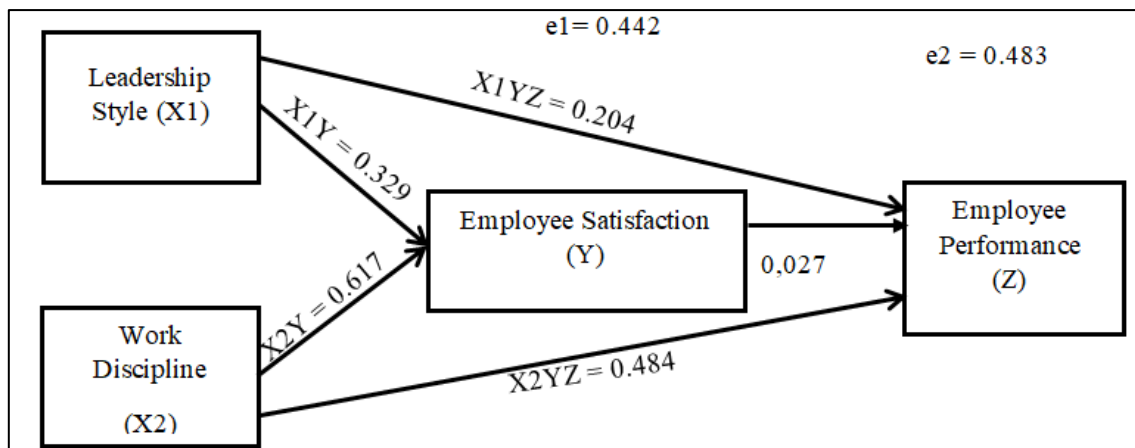 e1= 0.442
e2 = 0.483
Leadership
Style (X1)
X1YZ = 0.204
X1Y = 0.329
Employee Satisfaction
(Y)
Employee
Performance
(Z)
0,027
X2Y = 0.617
Work
Discipline
(X2)
X2YZ = 0.484